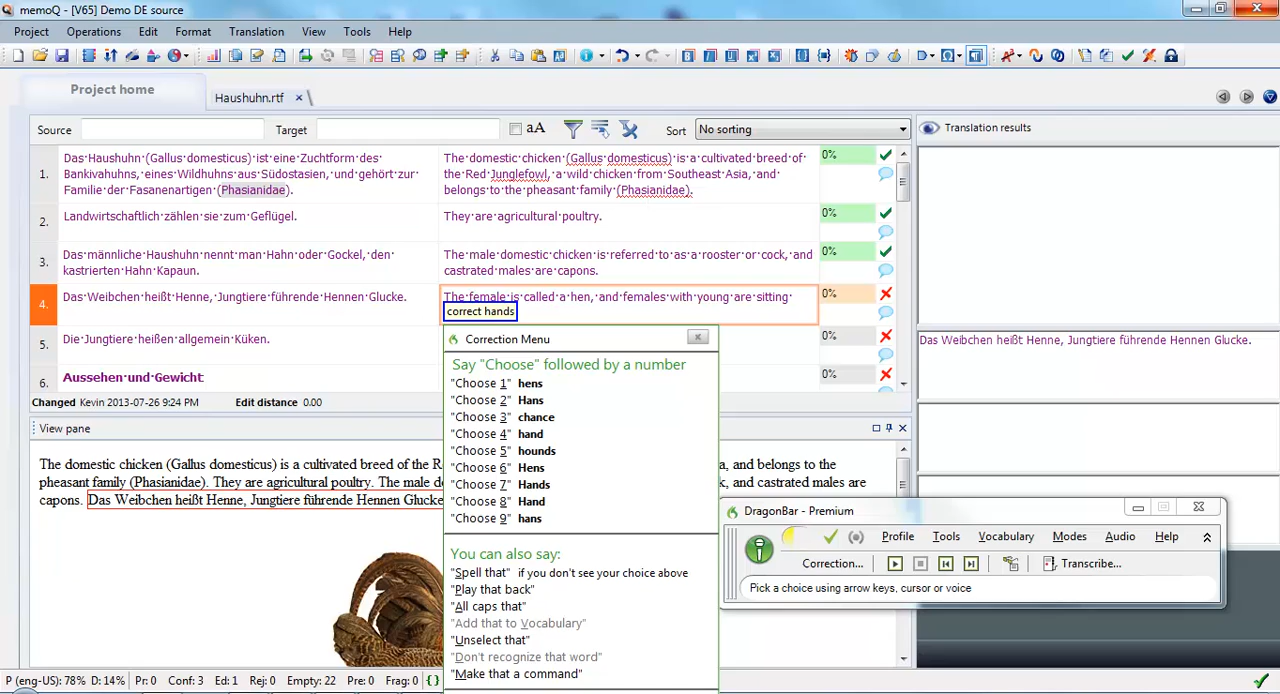 memoQ - [V65] Demo DE source
Project Operations Edit Format Translation View Tools Help
Project home
Haushuhn.rtf
Source Target aA Sort No sorting
Translation results
1. Das Haushuhn (Gallus domesticus) ist eine Zuchtform des
Bankivahuhns, eines Wildhuhns aus Südostasien, und gehört zur
Familie der Fasanenartigen (Phasianidae).
The domestic chicken (Gallus domesticus) is a cultivated breed of
the Red Junglefowl, a wild chicken from Southeast Asia, and
belongs to the pheasant family (Phasianidae).
0%
2. Landwirtschaftlich zählen sie zum Geflügel.
They are agricultural poultry.
0%
3. Das männliche Haushuhn nennt man Hahn oder Gockel, den
kastrierten Hahn Kapaun.
The male domestic chicken is referred to as a rooster or cock, and
castrated males are capons.
0%
4. Das Weibchen heißt Henne, Jungtiere führende Hennen Glucke.
The female is called a hen, and females with young are sitting
correct hands
0%
5. Die Jungtiere heißen allgemein Küken.
0%
6. Aussehen und Gewicht
0%
Changed Kevin 2013-07-26 9:24 PM Edit distance 0.00
Das Weibchen heißt Henne, Jungtiere führende Hennen Glucke.
View pane
The domestic chicken (Gallus domesticus) is a cultivated breed of the R
, and belongs to the
pheasant family (Phasianidae). They are agricultural poultry. The male d
, and castrated males are
capons. Das Weibchen heißt Henne, Jungtiere führende Hennen Glucke
Correction Menu
Say "Choose" followed by a number
"Choose 1" hens
"Choose 2" Hans
"Choose 3" chance
"Choose 4" hand
"Choose 5" hounds
"Choose 6" Hens
"Choose 7" Hands
"Choose 8" Hand
"Choose 9" hans
You can also say:
"Spell that" if you don't see your choice above
"Play that back"
"All caps that"
"Add that to Vocabulary"
"Unselect that"
"Don't recognize that word"
"Make that a command"
DragonBar - Premium
Profile Tools Vocabulary Modes Audio Help
Correction... Transcribe...
Pick a choice using arrow keys, cursor or voice
P (eng-US): 78% D: 14% Pr: 0 Conf: 3 Ed: 1 Rej: 0 Empty: 22 Pre: 0 Frag: 0 {}